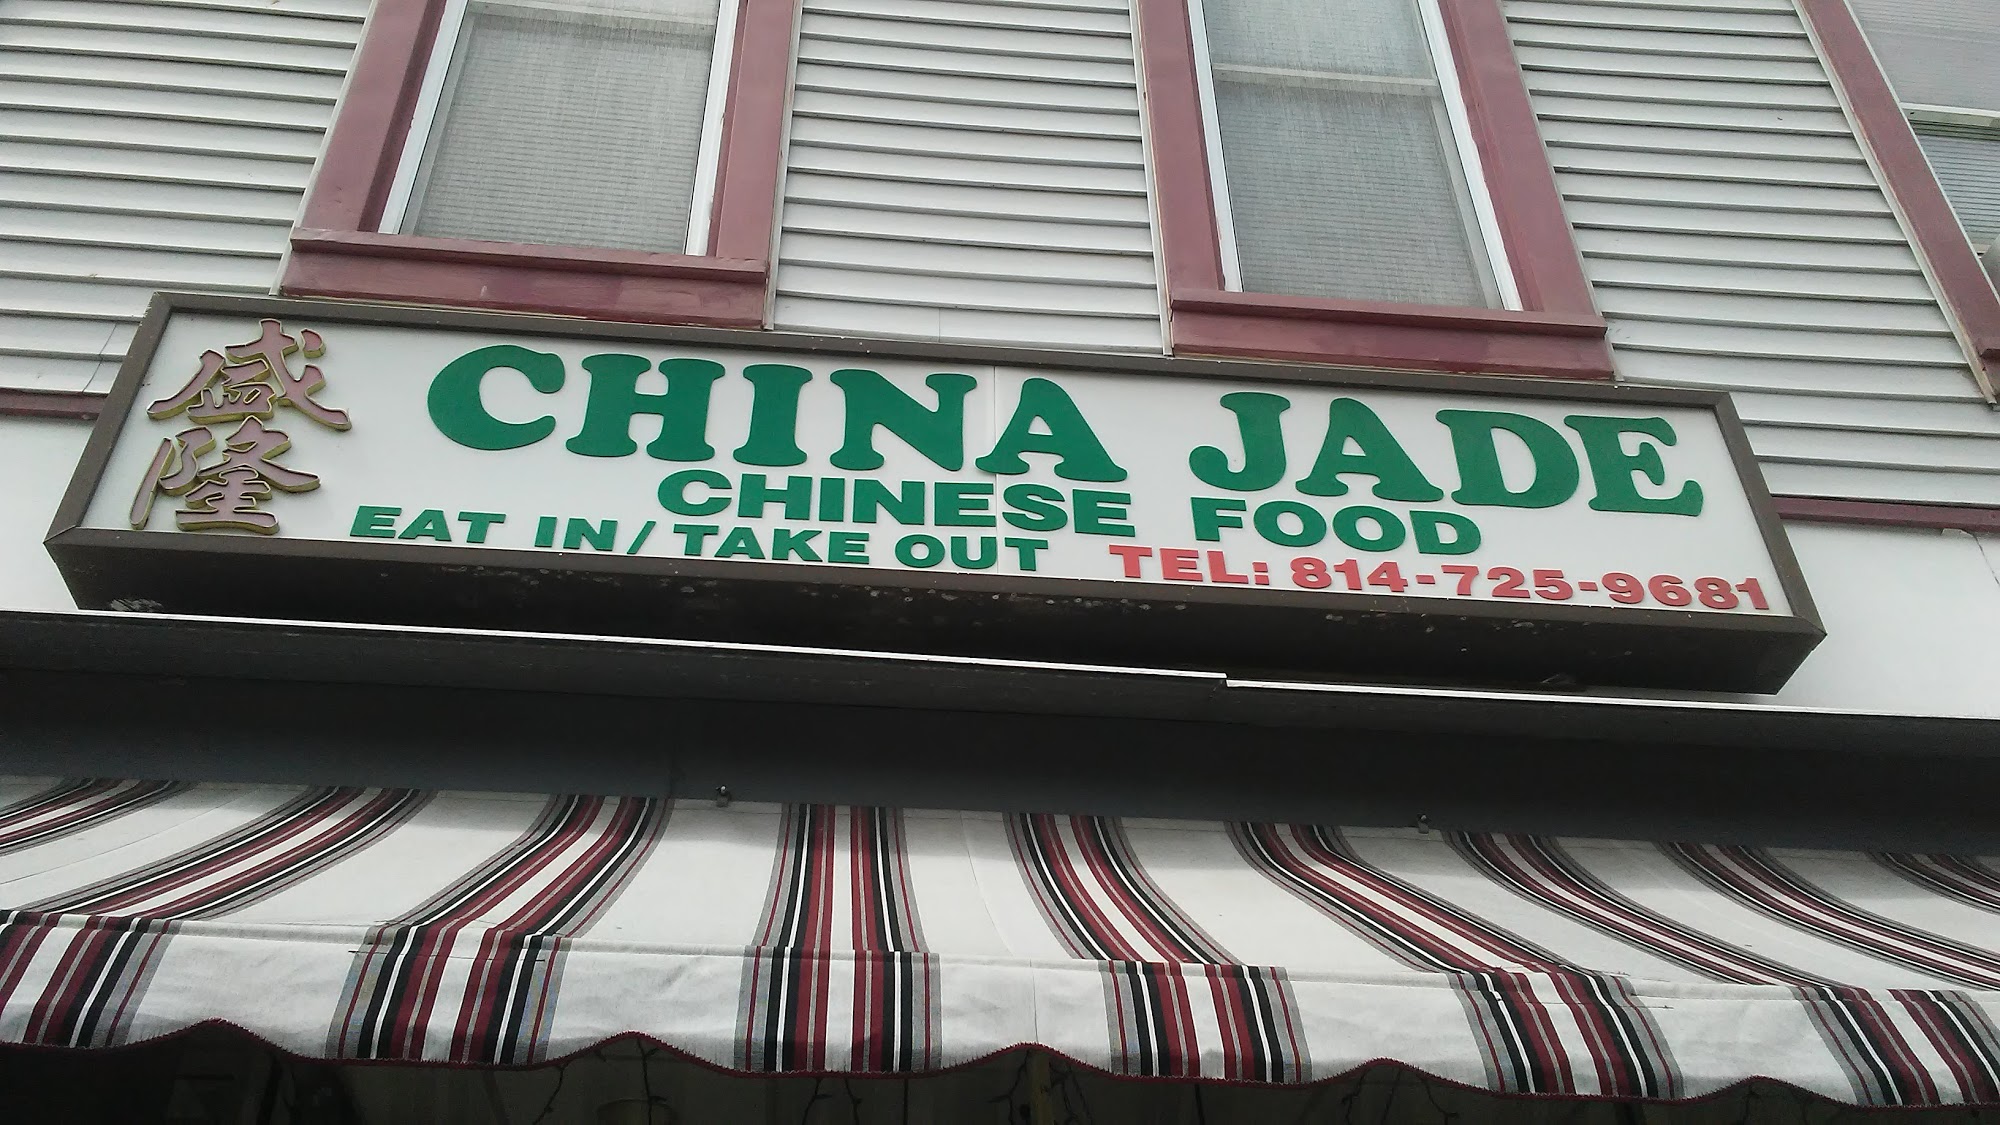 盛隆
CHINA JADE
CHINESE FOOD
EAT IN / TAKE OUT TEL: 814-725-9681